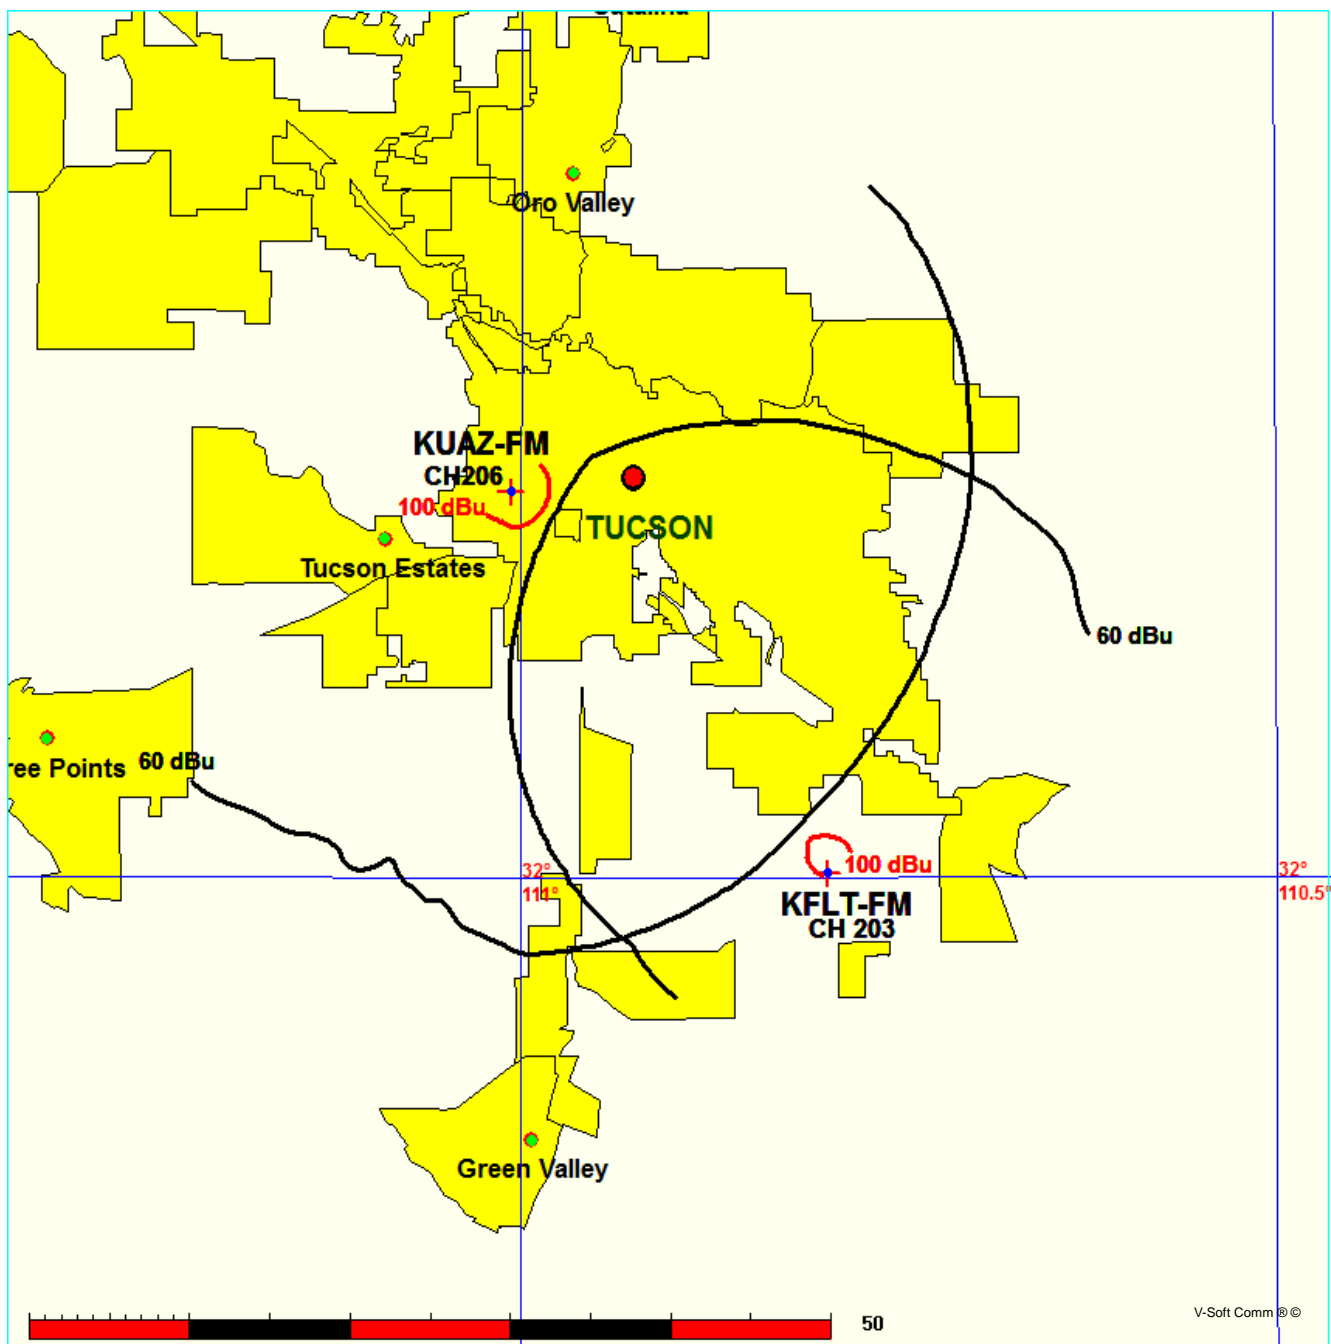 Catalina
Oro Valley
KUAZ-FM
CH206
100 dBu
TUCSON
Tucson Estates
60 dBu
ree Points
60 dBu
32°
111°
100 dBu
KFLT-FM
CH 203
32°
110.5°
Green Valley
V-Soft Comm ® ©
50